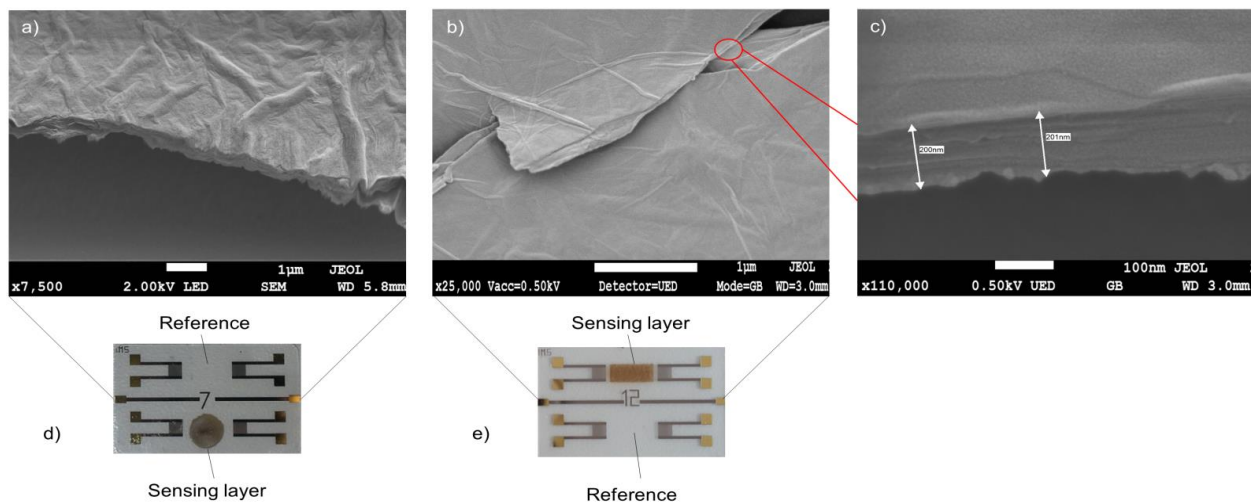 a)
b)
c)
200nm
201nm
1µm JEOL
x7,500 2.00kV LED SEM WD 5.8mm
1µm JEOL
x25,000 Vacc=0.50kV Detector=UED Mode=GB WD=3.0mm
100nm JEOL
x110,000 0.50kV UED GB WD 3.0mm
Reference
Sensing layer
7
12
d)
e)
Sensing layer
Reference